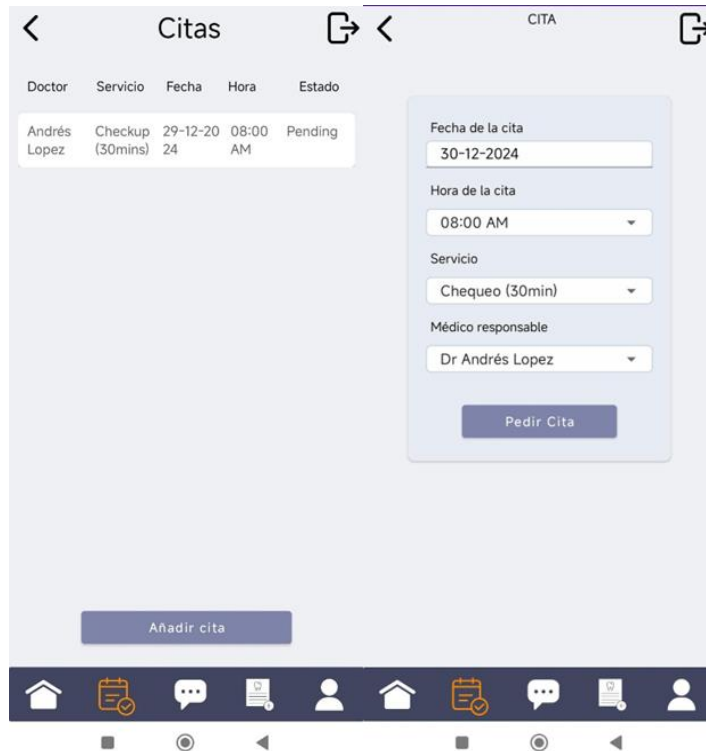 Citas
Doctor Servicio Fecha Hora Estado
Andrés Checkup 29-12-20 08:00 Pending
Lopez (30mins) 24 AM
Añadir cita
CITA
Fecha de la cita
30-12-2024
Hora de la cita
08:00 AM
Servicio
Chequeo (30min)
Médico responsable
Dr Andrés Lopez
Pedir Cita